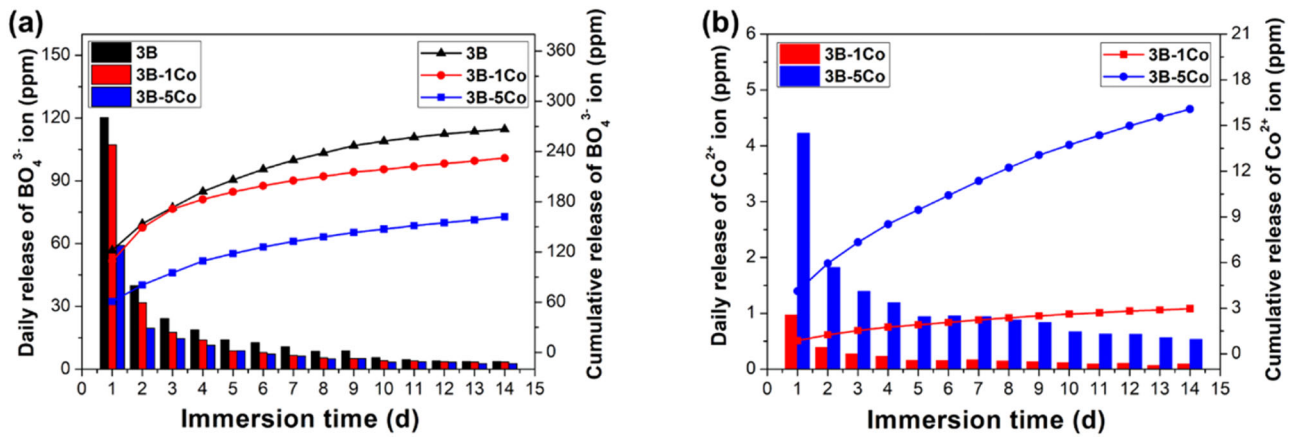 (a)
3B
3B-1Co
3B-5Co
3B
3B-1Co
3B-5Co
Daily release of BO₄³⁻ ion (ppm)
160
120
90
60
30
0
Cumulative release of BO₄³⁻ ion (ppm)
360
300
240
180
120
60
0
0 1 2 3 4 5 6 7 8 9 10 11 12 13 14 15
Immersion time (d)
(b)
3B-1Co
3B-5Co
3B-1Co
3B-5Co
Daily release of Co²⁺ ion (ppm)
6
5
4
3
2
1
0
Cumulative release of Co²⁺ ion (ppm)
21
18
15
12
9
6
3
0
0 1 2 3 4 5 6 7 8 9 10 11 12 13 14 15
Immersion time (d)